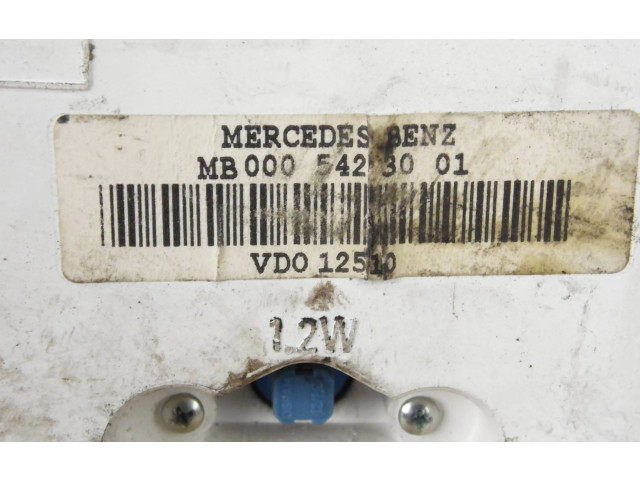 MERCEDES BENZ
MB 000 542 30 01
VDO 12510
1.2W